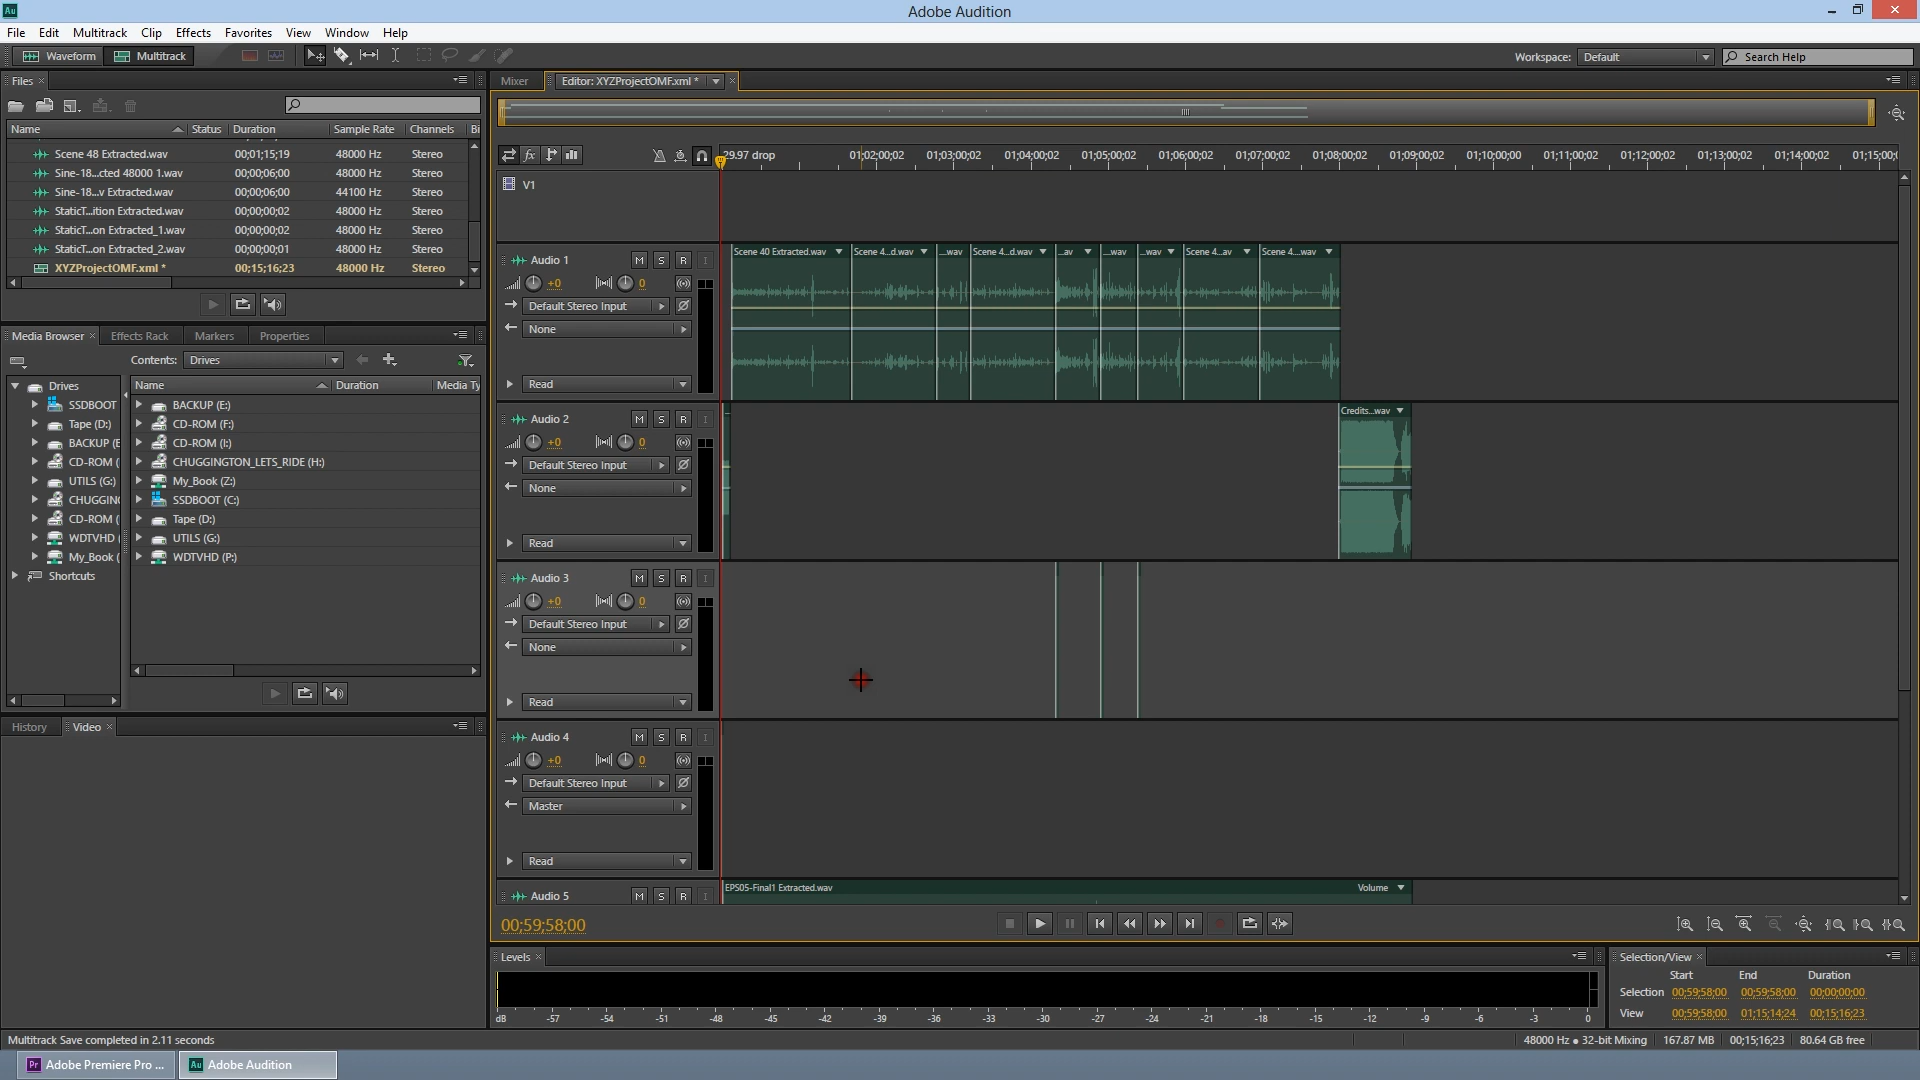 Au
Adobe Audition
File Edit Multitrack Clip Effects Favorites View Window Help
Waveform Multitrack
Workspace: Default
Search Help
Files
Name Status Duration Sample Rate Channels Bi
Scene 48 Extracted.wav 00;01;15;19 48000 Hz Stereo
Sine-18...cted 48000 1.wav 00;00;06;00 48000 Hz Stereo
Sine-18...v Extracted.wav 00;00;06;00 44100 Hz Stereo
StaticT...ition Extracted.wav 00;00;00;02 48000 Hz Stereo
StaticT...on Extracted_1.wav 00;00;00;02 48000 Hz Stereo
StaticT...on Extracted_2.wav 00;00;00;01 48000 Hz Stereo
XYZProjectOMF.xml * 00;15;16;23 48000 Hz Stereo
Media Browser Effects Rack Markers Properties
Contents: Drives
Drives
SSDBOOT
Tape (D:)
BACKUP (E
CD-ROM (
UTILS (G:)
CHUGGING
CD-ROM (
WDTVHD (
My_Book (
Shortcuts
Name Duration Media Ty
BACKUP (E:)
CD-ROM (F:)
CD-ROM (I:)
CHUGGINGTON_LETS_RIDE (H:)
My_Book (Z:)
SSDBOOT (C:)
Tape (D:)
UTILS (G:)
WDTVHD (P:)
History Video
Mixer Editor: XYZProjectOMF.xml *
fx
29.97 drop 01;02;00;02 01;03;00;02 01;04;00;02 01;05;00;02 01;06;00;02 01;07;00;02 01;08;00;02 01;09;00;02 01;10;00;02 01;11;00;02 01;12;00;02 01;13;00;02 01;14;00;02 01;15;00;
V1
Audio 1 M S R I
+0 0
Default Stereo Input
None
Read
Scene 40 Extracted.wav Scene 4...d.wav ...wav Scene 4...d.wav ...av ...wav ...wav Scene 4...av Scene 4....wav
Audio 2 M S R I
+0 0
Default Stereo Input
None
Read
Credits...wav
Audio 3 M S R I
+0 0
Default Stereo Input
None
Read
Audio 4 M S R I
+0 0
Default Stereo Input
Master
Read
Audio 5 M S R I
EPS05-Final1 Extracted.wav Volume
00;59;58;00
Levels
dB -57 -54 -51 -48 -45 -42 -39 -36 -33 -30 -27 -24 -21 -18 -15 -12 -9 -6 -3 0
Selection/View
Start End Duration
Selection 00;59;58;00 00;59;58;00 00;00;00;00
View 00;59;58;00 01;15;14;24 00;15;16;23
Multitrack Save completed in 2.11 seconds
48000 Hz ● 32-bit Mixing 167.87 MB 00;15;16;23 80.64 GB free
Pr Adobe Premiere Pro ...
Au Adobe Audition